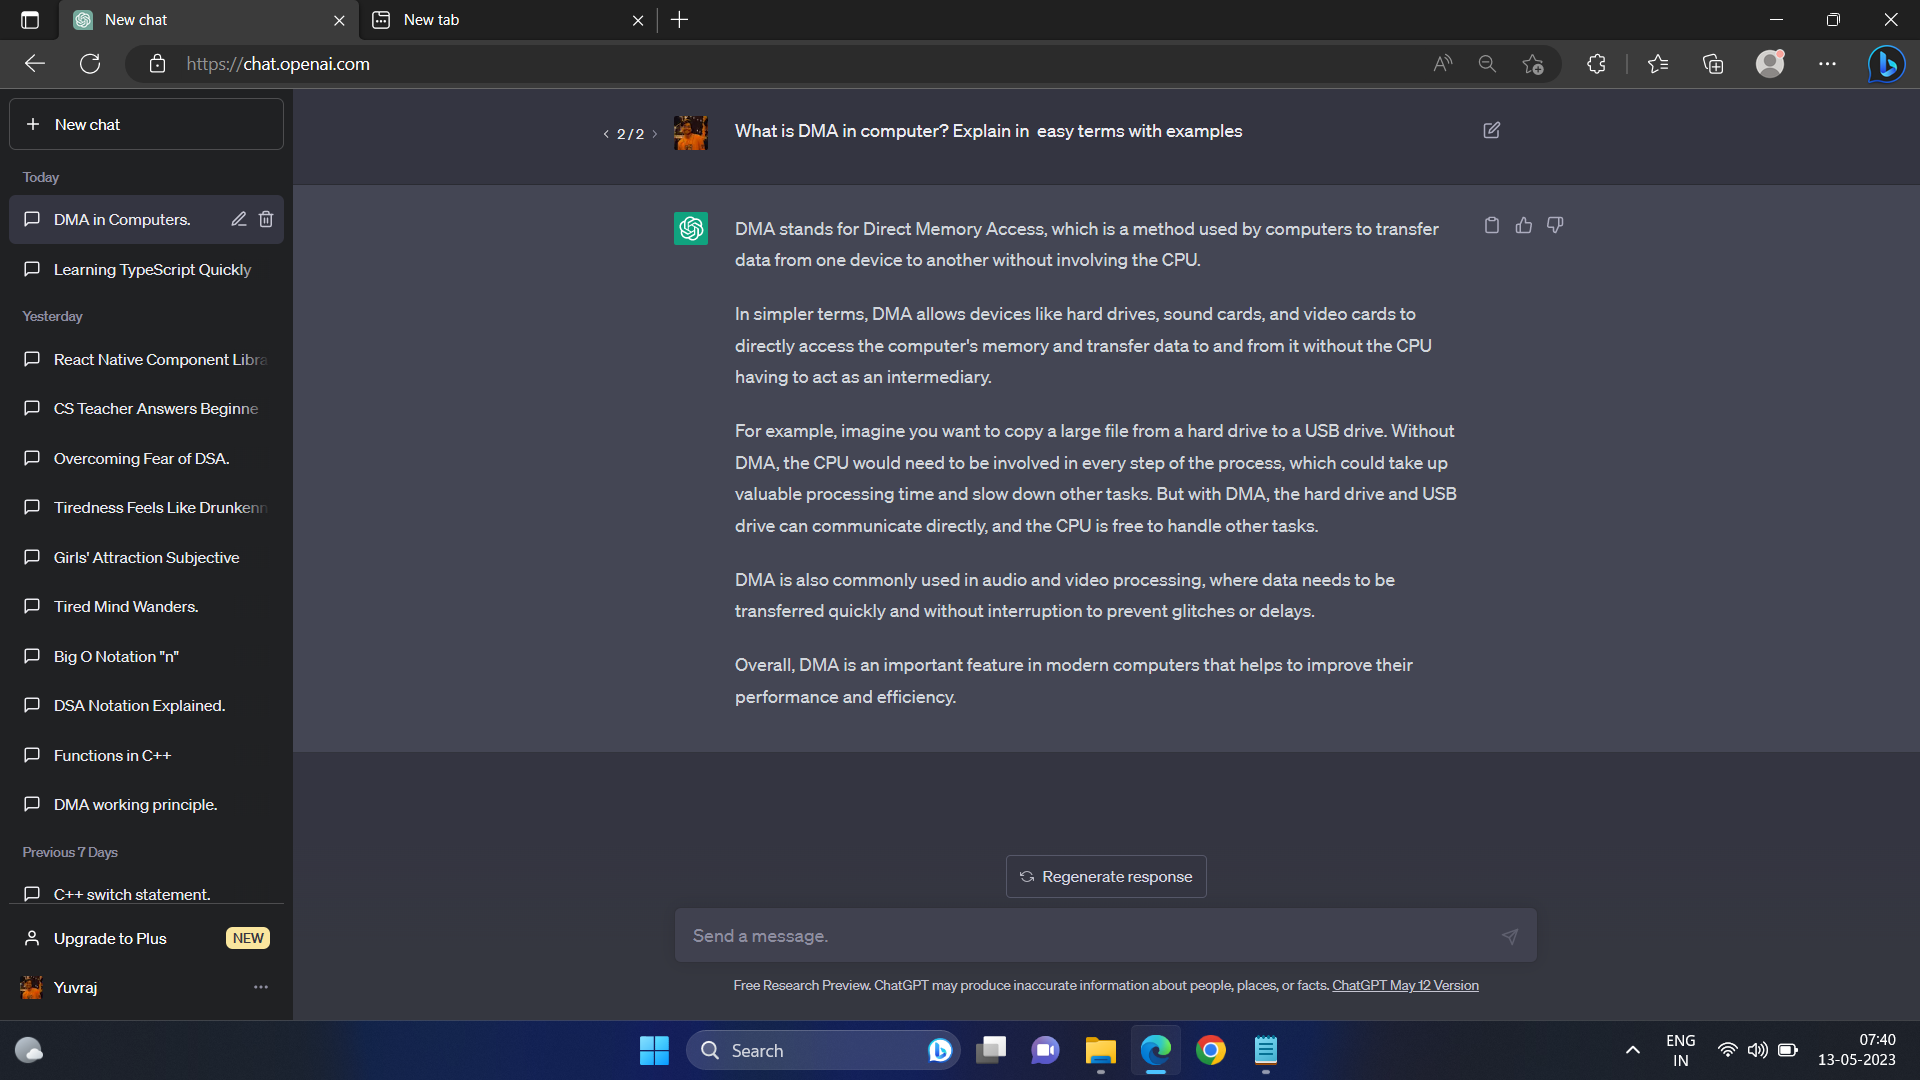 New chat
New tab
https://chat.openai.com
New chat
Today
DMA in Computers.
Learning TypeScript Quickly
Yesterday
React Native Component Libra
CS Teacher Answers Beginne
Overcoming Fear of DSA.
Tiredness Feels Like Drunkenn
Girls' Attraction Subjective
Tired Mind Wanders.
Big O Notation "n"
DSA Notation Explained.
Functions in C++
DMA working principle.
Previous 7 Days
C++ switch statement.
Upgrade to Plus NEW
Yuvraj
2 / 2
What is DMA in computer? Explain in  easy terms with examples
DMA stands for Direct Memory Access, which is a method used by computers to transfer
data from one device to another without involving the CPU.
In simpler terms, DMA allows devices like hard drives, sound cards, and video cards to
directly access the computer's memory and transfer data to and from it without the CPU
having to act as an intermediary.
For example, imagine you want to copy a large file from a hard drive to a USB drive. Without
DMA, the CPU would need to be involved in every step of the process, which could take up
valuable processing time and slow down other tasks. But with DMA, the hard drive and USB
drive can communicate directly, and the CPU is free to handle other tasks.
DMA is also commonly used in audio and video processing, where data needs to be
transferred quickly and without interruption to prevent glitches or delays.
Overall, DMA is an important feature in modern computers that helps to improve their
performance and efficiency.
Regenerate response
Send a message.
Free Research Preview. ChatGPT may produce inaccurate information about people, places, or facts. ChatGPT May 12 Version
Search
ENG
IN
07:40
13-05-2023